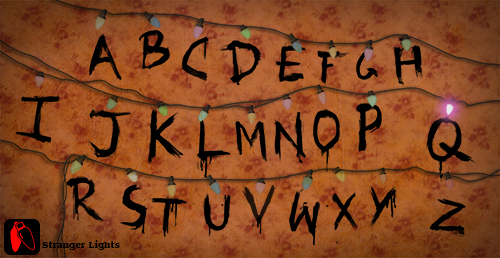 A B C D E F G H
I J K L M N O P Q
R S T U V W X Y Z
Stranger Lights